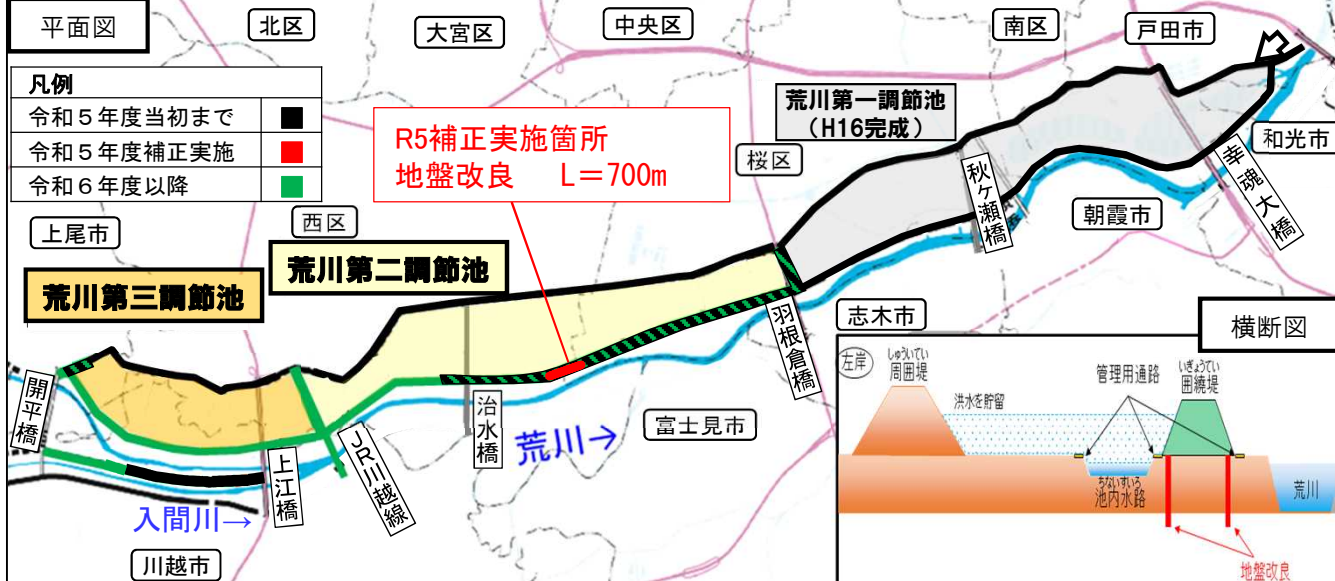 平面図
北区
大宮区
中央区
南区
戸田市
凡例
令和５年度当初まで
令和５年度補正実施
令和６年度以降
R5補正実施箇所
地盤改良　L＝700m
荒川第一調節池
（H16完成）
桜区
和光市
幸魂大橋
秋ヶ瀬橋
朝霞市
上尾市
西区
荒川第三調節池
荒川第二調節池
羽根倉橋
志木市
開平橋
上江橋
JR川越線
治水橋
荒川→
富士見市
入間川→
川越市
横断図
左岸
しゅういてい
周囲堤
洪水を貯留
管理用通路
いぎょうてい
囲繞堤
ちないすいろ
池内水路
荒川
地盤改良